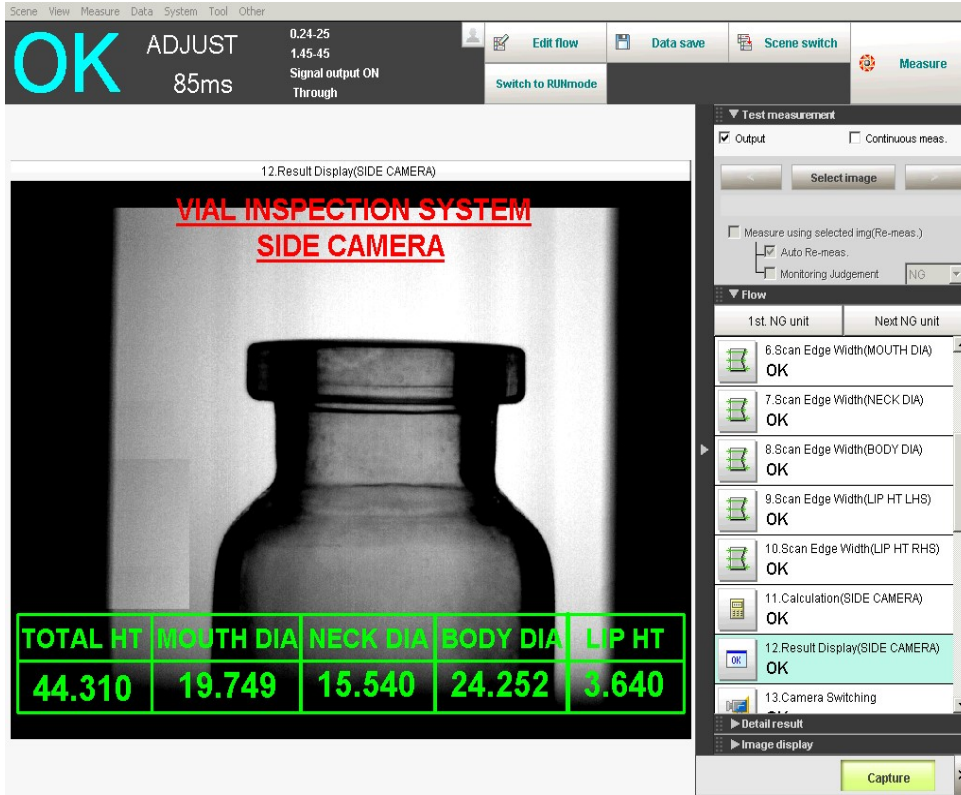 Scene View Measure Data System Tool Other
OK
ADJUST
85ms
0.24-25
1.45-45
Signal output ON
Through
Edit flow
Data save
Scene switch
Measure
Switch to RUNmode
12.Result Display(SIDE CAMERA)
VIAL INSPECTION SYSTEM
SIDE CAMERA
TOTAL HT MOUTH DIA NECK DIA BODY DIA LIP HT
44.310 19.749 15.540 24.252 3.640
Test measurement
Output Continuous meas.
< Select image >
Measure using selected img(Re-meas.)
Auto Re-meas.
Monitoring Judgement NG
Flow
1st. NG unit Next NG unit
6.Scan Edge Width(MOUTH DIA)
OK
7.Scan Edge Width(NECK DIA)
OK
8.Scan Edge Width(BODY DIA)
OK
9.Scan Edge Width(LIP HT LHS)
OK
10.Scan Edge Width(LIP HT RHS)
OK
11.Calculation(SIDE CAMERA)
OK
OK
12.Result Display(SIDE CAMERA)
OK
13.Camera Switching
Detail result
Image display
Capture